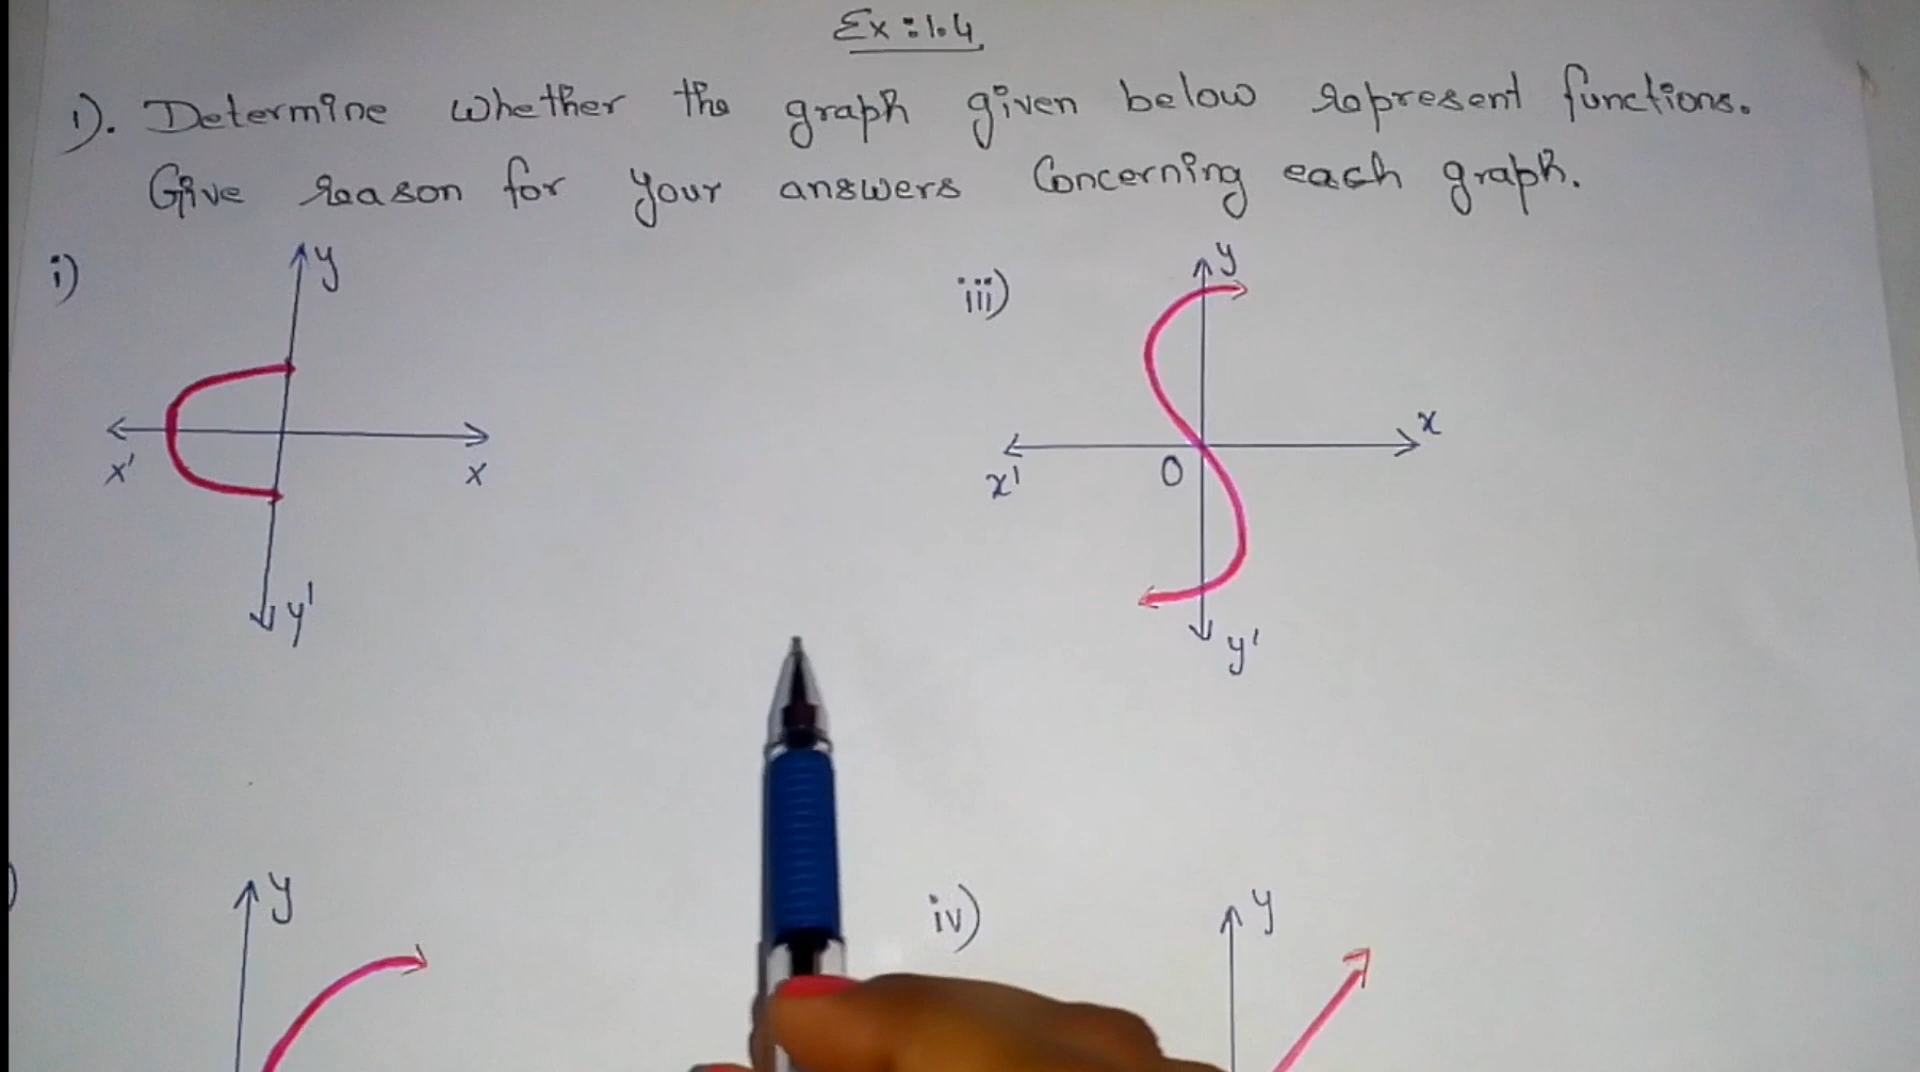 Ex : 1.4
1). Determine whether the graph given below represent functions.
Give reason for your answers Concerning each graph.
i)
y
x'
x
y'
iii)
y
x
x'
O
y'
)
y
iv)
y